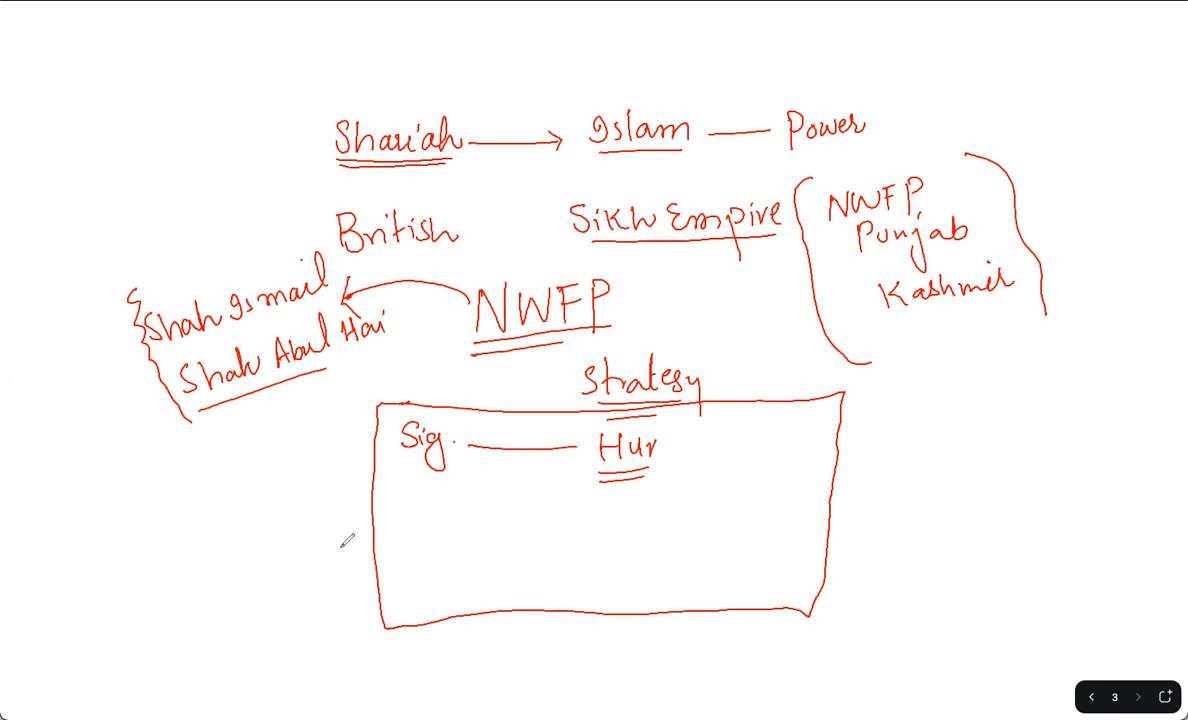 Shari'ah → Islam — Power
British
Sikh Empire
NWFP
Punjab
Kashmir
NWFP
Shah Ismail
Shah Abul Hai
Strategy
Sig. — Hur
3